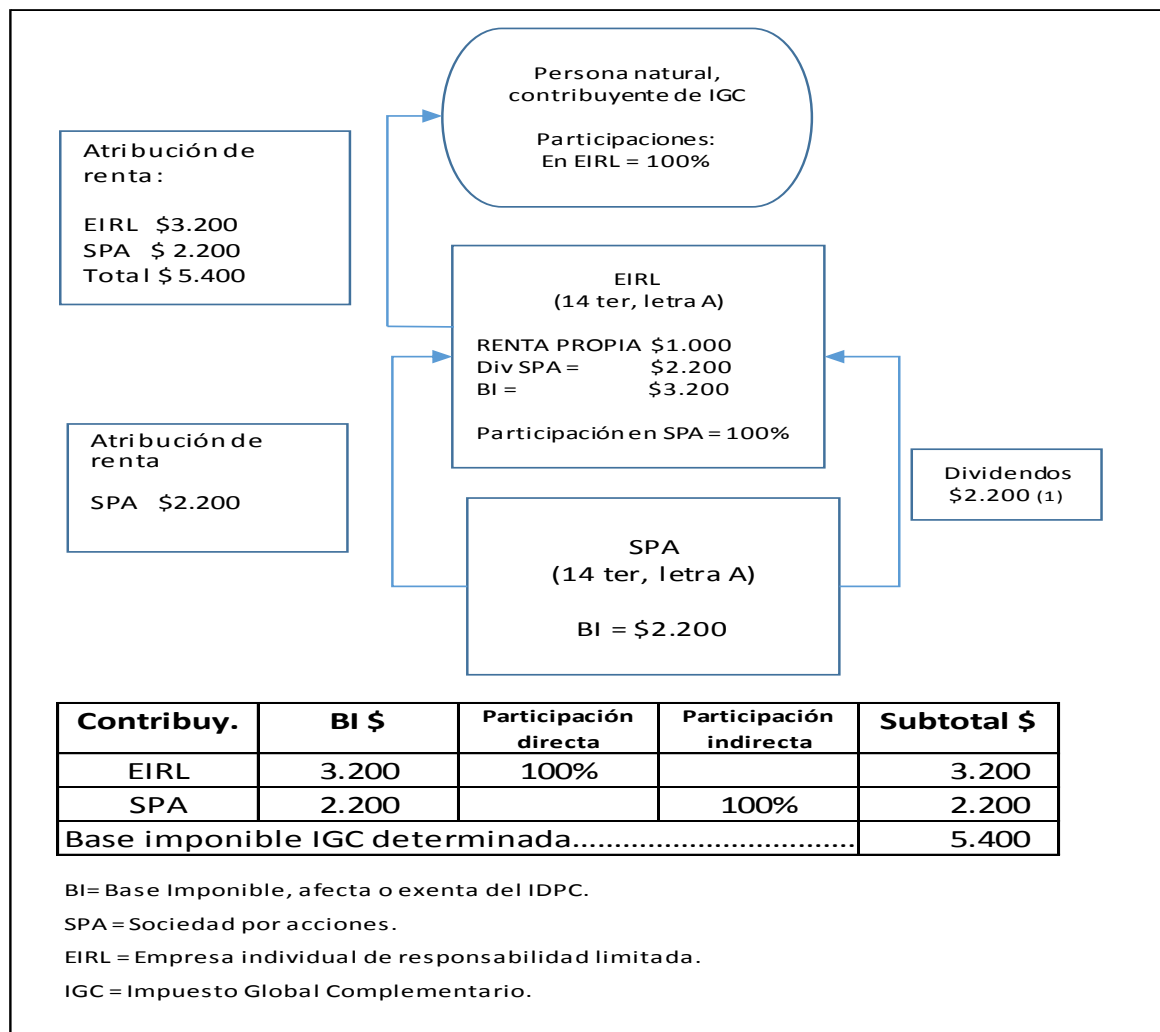 Persona natural,
contribuyente de IGC
Participaciones:
En EIRL = 100%
Atribución de
renta:
EIRL $3.200
SPA $ 2.200
Total $ 5.400
EIRL
(14 ter, letra A)
RENTA PROPIA $1.000
Div SPA = $2.200
BI = $3.200
Participación en SPA = 100%
Atribución de
renta
SPA $2.200
Dividendos
$2.200 (1)
SPA
(14 ter, letra A)
BI = $2.200
Contribuy. BI $ Participación directa Participación indirecta Subtotal $
EIRL 3.200 100% 3.200
SPA 2.200 100% 2.200
Base imponible IGC determinada................................... 5.400
BI= Base Imponible, afecta o exenta del IDPC.
SPA = Sociedad por acciones.
EIRL = Empresa individual de responsabilidad limitada.
IGC = Impuesto Global Complementario.